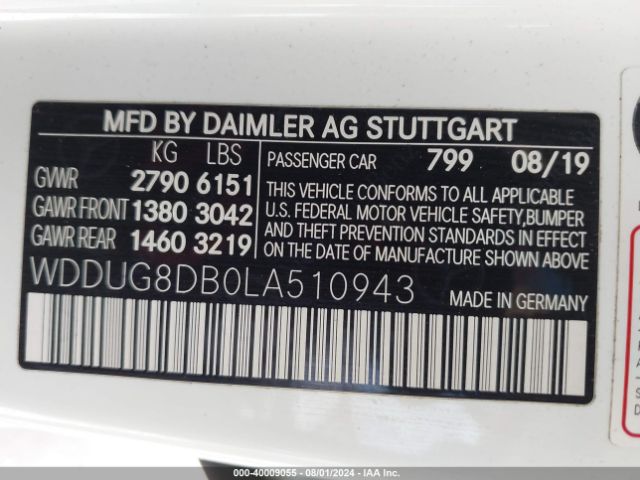 MFD BY DAIMLER AG STUTTGART
KG LBS
GVWR 2790 6151
GAWR FRONT 1380 3042
GAWR REAR 1460 3219
PASSENGER CAR 799 08/19
THIS VEHICLE CONFORMS TO ALL APPLICABLE
U.S. FEDERAL MOTOR VEHICLE SAFETY,BUMPER
AND THEFT PREVENTION STANDARDS IN EFFECT
ON THE DATE OF MANUFACTURE SHOWN ABOVE
WDDUG8DB0LA510943 MADE IN GERMANY
000-40009055 - 08/01/2024 - IAA Inc.